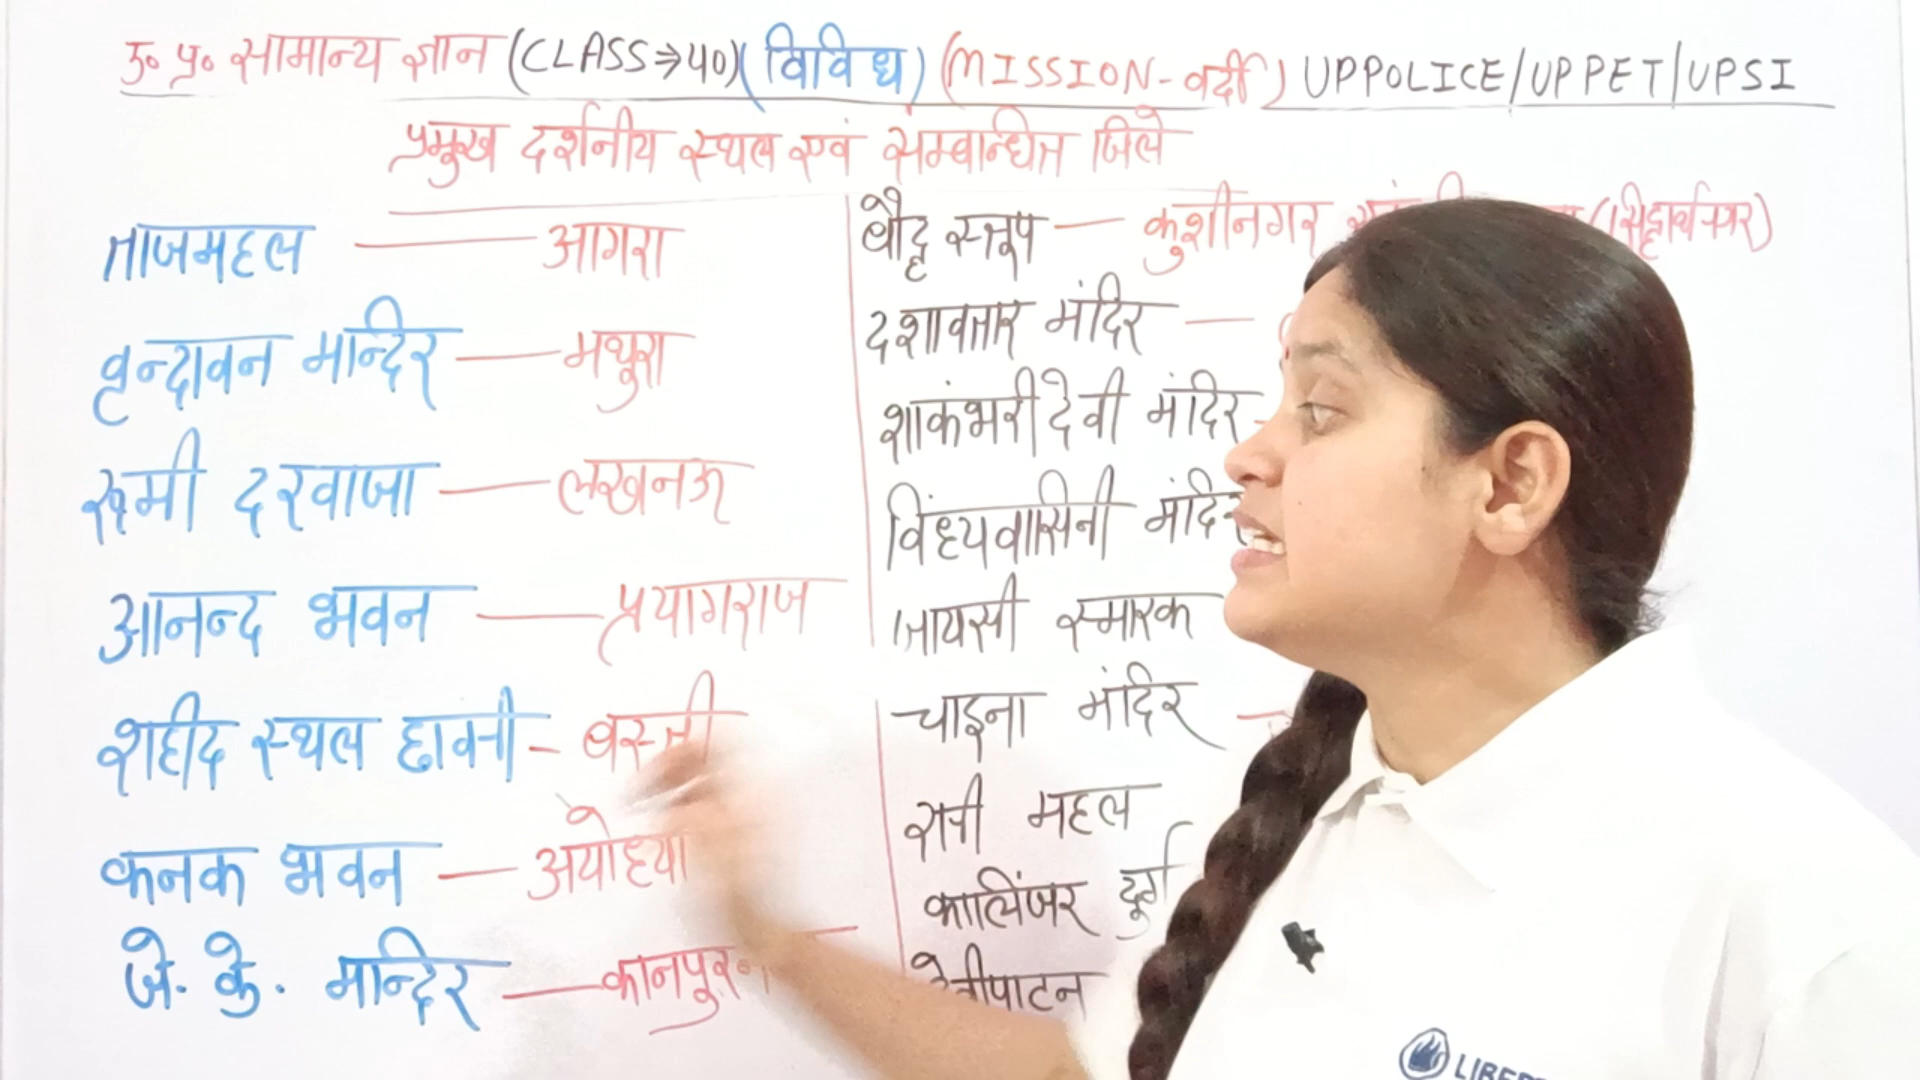 उ० प्र० सामान्य ज्ञान (CLASS⇒40) (विविध) (MISSION-वर्दी) UPPOLICE/UPPET/UPSI
प्रमुख दर्शनीय स्थल एवं सम्बन्धित जिले
ताजमहल — आगरा
वृन्दावन मन्दिर — मथुरा
रूमी दरवाजा — लखनऊ
आनन्द भवन — प्रयागराज
शहीद स्थल छावनी - बस्ती
कनक भवन — अयोध्या
जे. के. मन्दिर — कानपुर
बौद्ध स्तूप — कुशीनगर (सिद्धार्थनगर)
दशावतार मंदिर —
शाकंभरी देवी मंदिर -
विंध्यवासिनी मंदिर
जायसी स्मारक
चाइना मंदिर —
रानी महल
कालिंजर दुर्ग
देवीपाटन